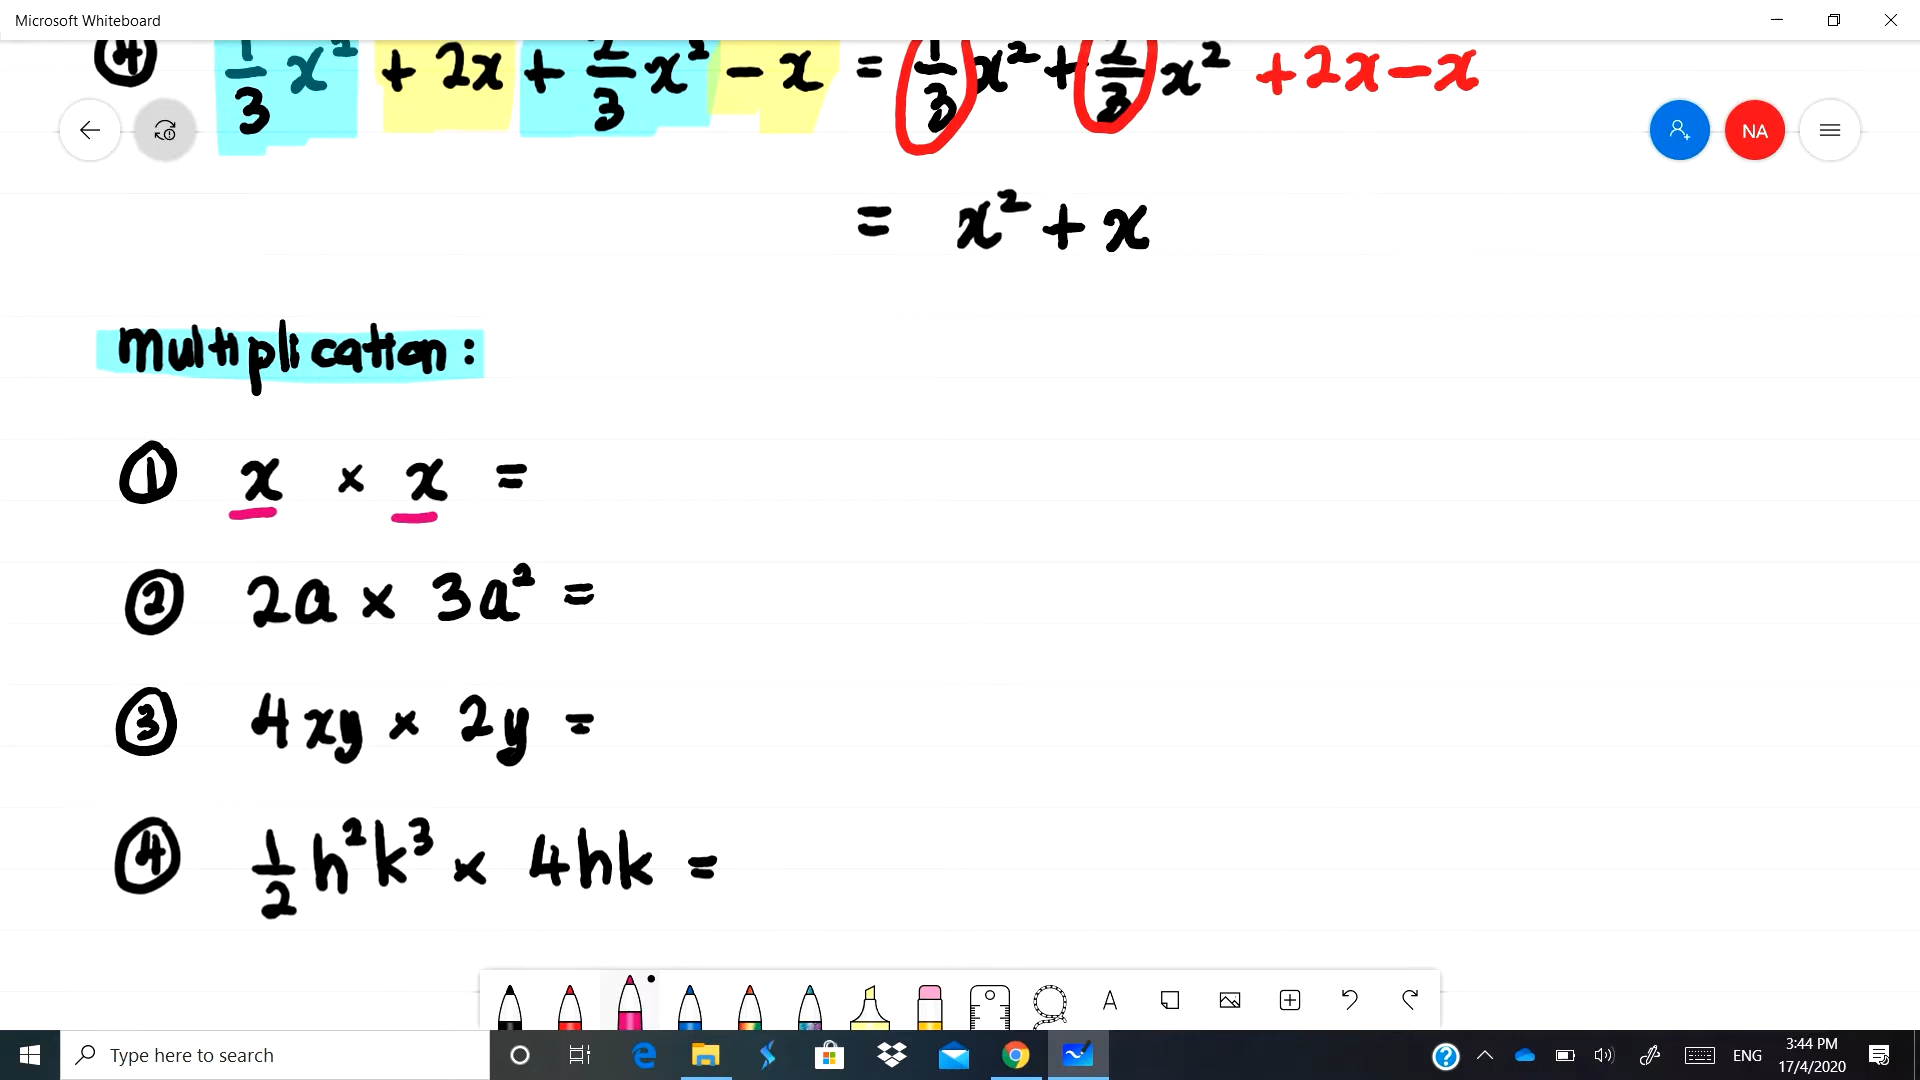 Microsoft Whiteboard
④ 1/3 x² + 2x + 2/3 x² - x = 1/3 x² + 2/3 x² + 2x - x
NA
= x² + x
Multiplication:
① x × x =
② 2a × 3a² =
③ 4xy × 2y =
④ 1/2 h²k³ × 4hk =
A
Type here to search
ENG
3:44 PM
17/4/2020